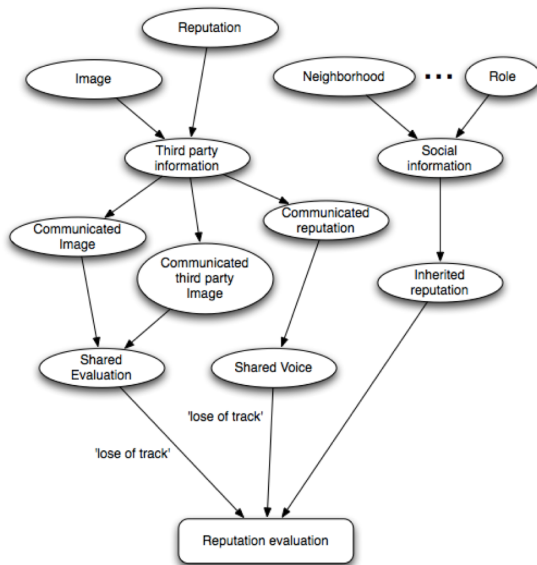 Reputation
Image
Neighborhood
...
Role
Third party
information
Social
information
Communicated
Image
Communicated
third party
Image
Communicated
reputation
Inherited
reputation
Shared
Evaluation
Shared Voice
'lose of track'
'lose of track'
Reputation evaluation